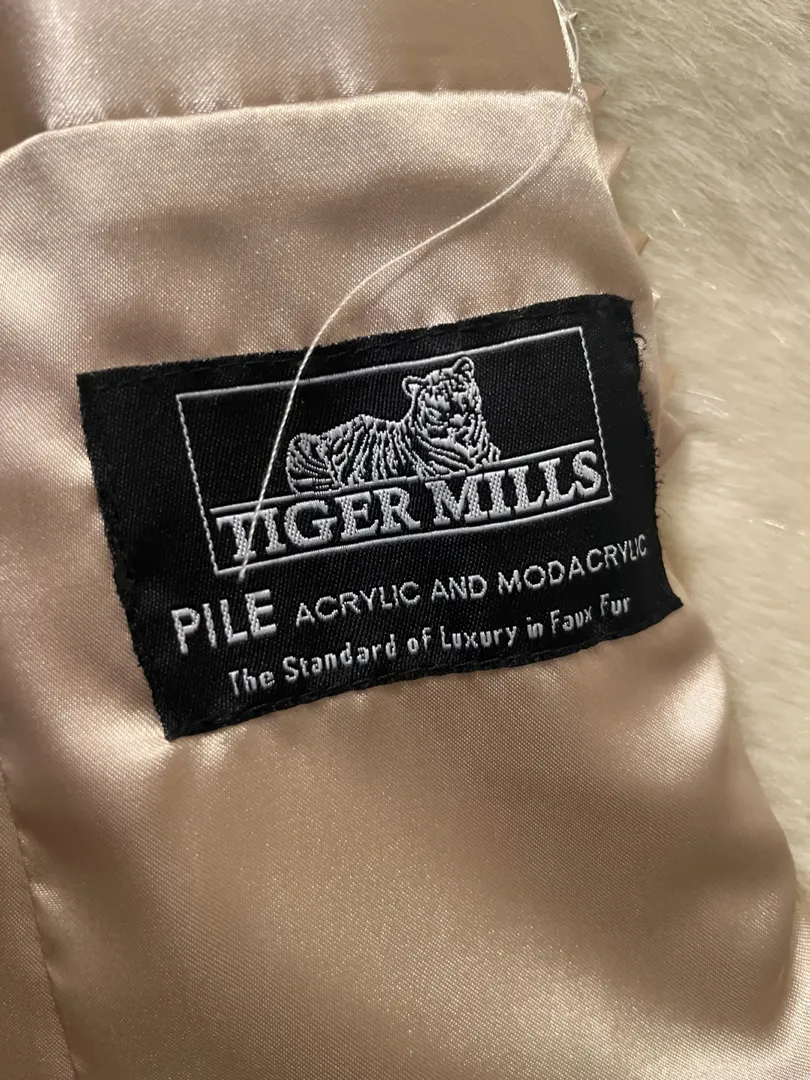 TIGER MILLS
PILE ACRYLIC AND MODACRYLIC
The Standard of Luxury in Faux Fur